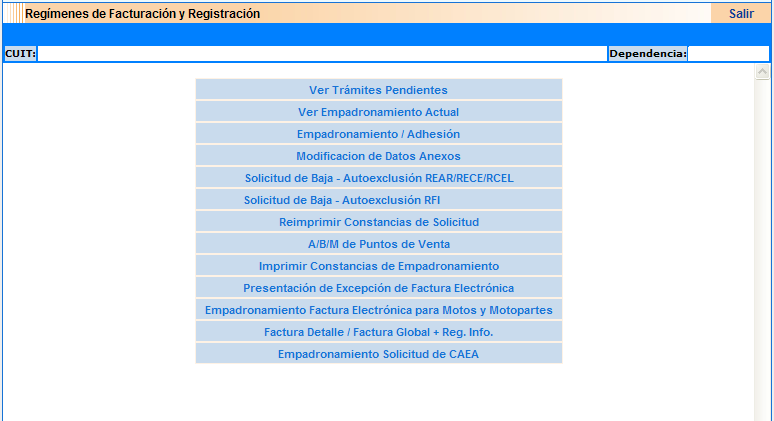 Regímenes de Facturación y Registración
Salir
CUIT:
Dependencia:
Ver Trámites Pendientes
Ver Empadronamiento Actual
Empadronamiento / Adhesión
Modificacion de Datos Anexos
Solicitud de Baja - Autoexclusión REAR/RECE/RCEL
Solicitud de Baja - Autoexclusión RFI
Reimprimir Constancias de Solicitud
A/B/M de Puntos de Venta
Imprimir Constancias de Empadronamiento
Presentación de Excepción de Factura Electrónica
Empadronamiento Factura Electrónica para Motos y Motopartes
Factura Detalle / Factura Global + Reg. Info.
Empadronamiento Solicitud de CAEA